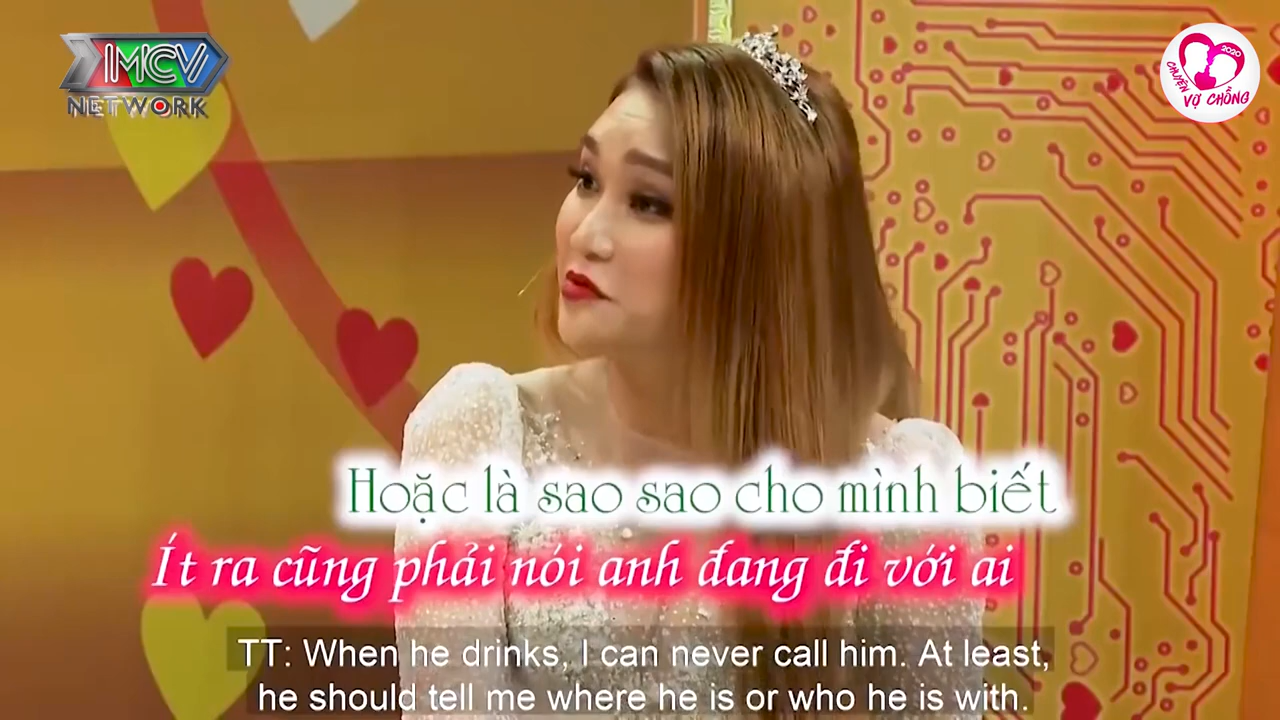 MCV
NETWORK
2020
CHUYỆN
VỢ CHỒNG
Hoặc là sao sao cho mình biết
Ít ra cũng phải nói anh đang đi với ai
TT: When he drinks, I can never call him. At least,
he should tell me where he is or who he is with.